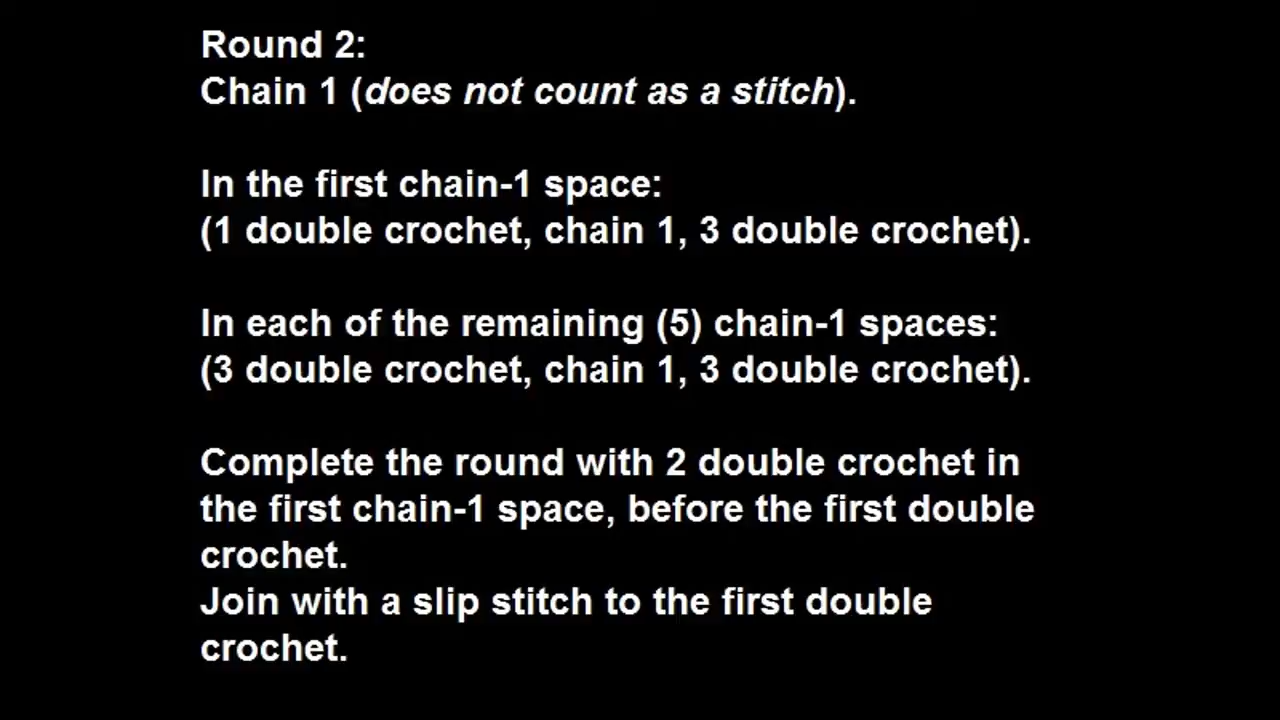 Round 2:
Chain 1 (does not count as a stitch).
In the first chain-1 space:
(1 double crochet, chain 1, 3 double crochet).
In each of the remaining (5) chain-1 spaces:
(3 double crochet, chain 1, 3 double crochet).
Complete the round with 2 double crochet in
the first chain-1 space, before the first double
crochet.
Join with a slip stitch to the first double
crochet.